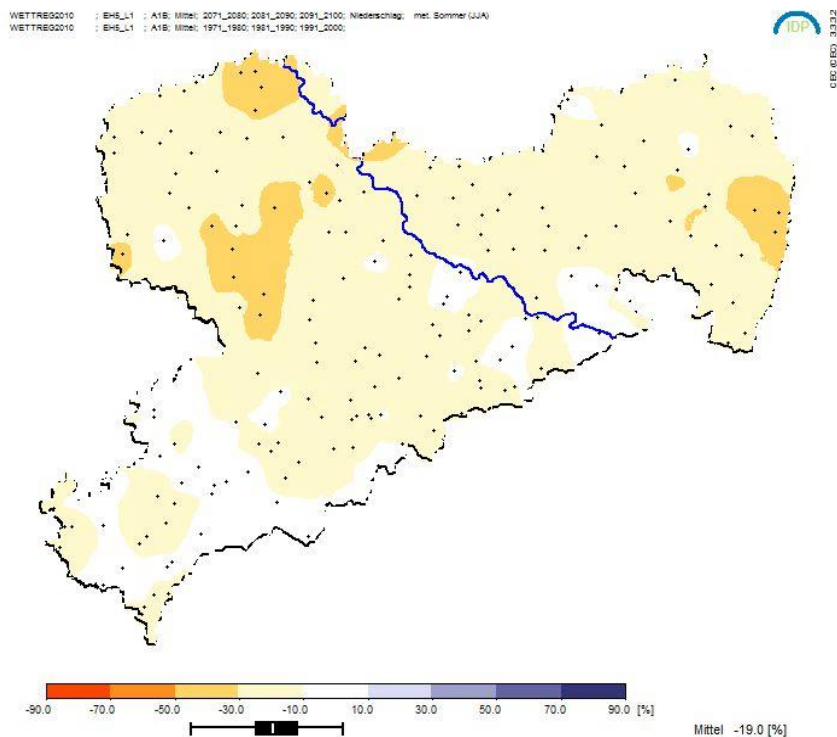 WETTREG2010 : EH5_L1 : A1B; Mittel; 2071_2080; 2081_2090; 2091_2100; Niederschlag; met. Sommer (JJA)
WETTREG2010 : EH5_L1 : A1B; Mittel; 1971_1980; 1981_1990; 1991_2000;
IDP
-90.0 -70.0 -50.0 -30.0 -10.0 10.0 30.0 50.0 70.0 90.0 [%]
Mittel -19.0 [%]